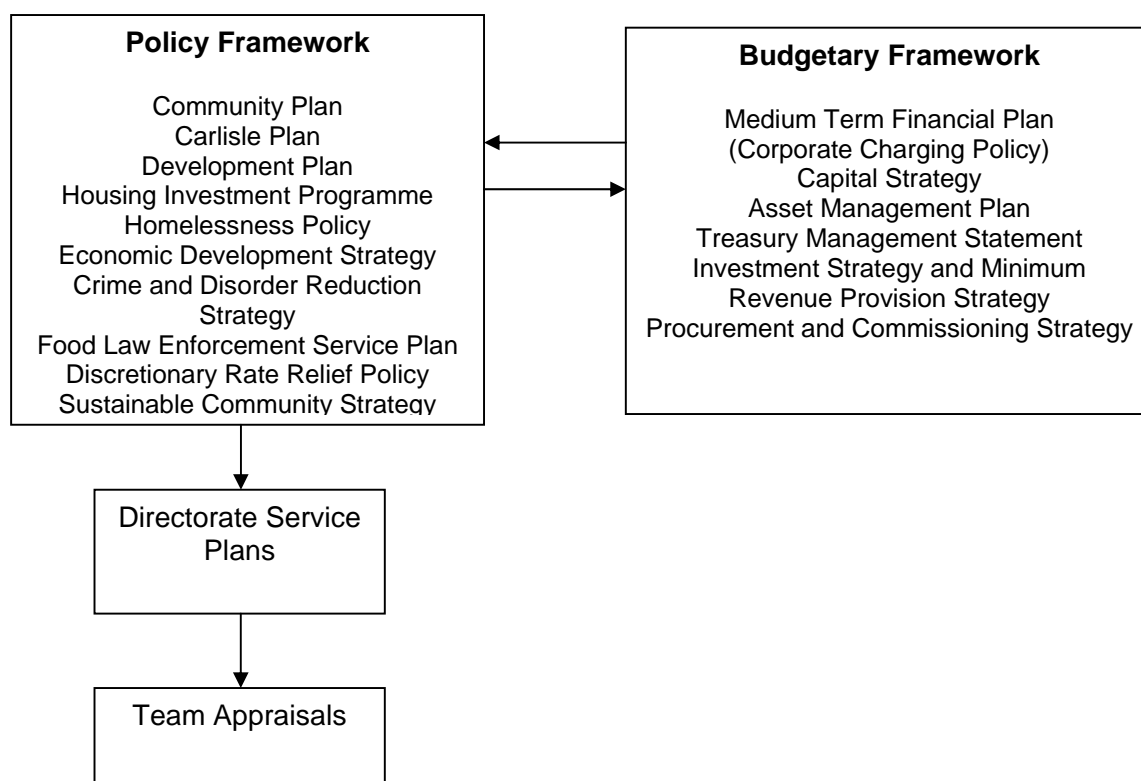 Policy Framework
Community Plan
Carlisle Plan
Development Plan
Housing Investment Programme
Homelessness Policy
Economic Development Strategy
Crime and Disorder Reduction
Strategy
Food Law Enforcement Service Plan
Discretionary Rate Relief Policy
Sustainable Community Strategy
Budgetary Framework
Medium Term Financial Plan
(Corporate Charging Policy)
Capital Strategy
Asset Management Plan
Treasury Management Statement
Investment Strategy and Minimum
Revenue Provision Strategy
Procurement and Commissioning Strategy
Directorate Service
Plans
Team Appraisals